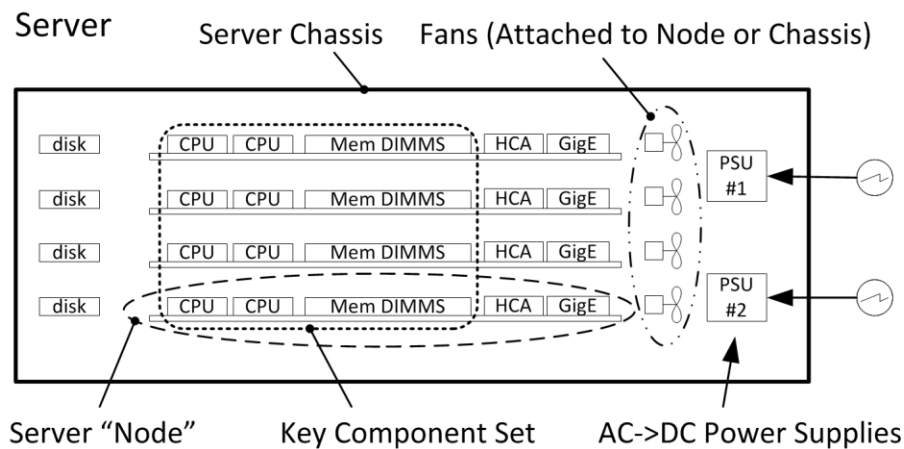 Server
Server Chassis
Fans (Attached to Node or Chassis)
disk CPU CPU Mem DIMMS HCA GigE
PSU
#1
disk CPU CPU Mem DIMMS HCA GigE
disk CPU CPU Mem DIMMS HCA GigE
PSU
#2
disk CPU CPU Mem DIMMS HCA GigE
Server “Node”
Key Component Set
AC->DC Power Supplies